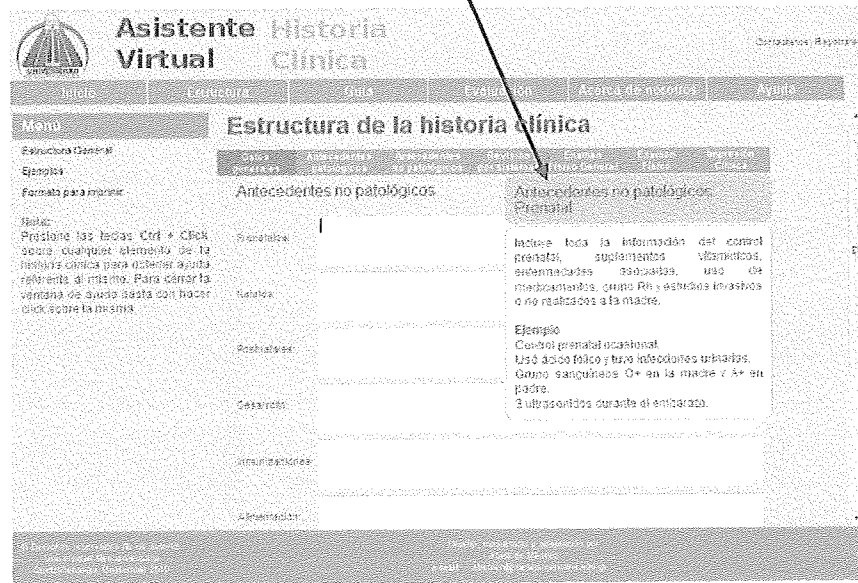 Asistente Historia
Virtual Clínica
Inicio Estructura Guía Evaluación Acerca de nosotros Ayuda
Menú
Estructura General
Ejemplos
Formato para imprimir
Nota:
Presione las teclas Ctrl + Click
sobre cualquier elemento de la
historia clínica para obtener ayuda
referente al mismo. Para cerrar la
ventana de ayuda basta con hacer
click sobre la misma
Estructura de la historia clínica
Antecedentes no patológicos
Prenatales:
Natales:
Postnatales:
Desarrollo:
Inmunizaciones:
Alimentación:
Antecedentes no patológicos
Prenatal
Incluye toda la información del control
prenatal, suplementos vitamínicos,
enfermedades asociadas, uso de
medicamentos, grupo Rh y estudios invasivos
o no realizados a la madre.
Ejemplo
Control prenatal ocasional.
Usó ácido fólico y tuvo infecciones urinarias.
Grupo sanguíneos O+ en la madre y A+ en
padre.
3 ultrasonidos durante el embarazo.